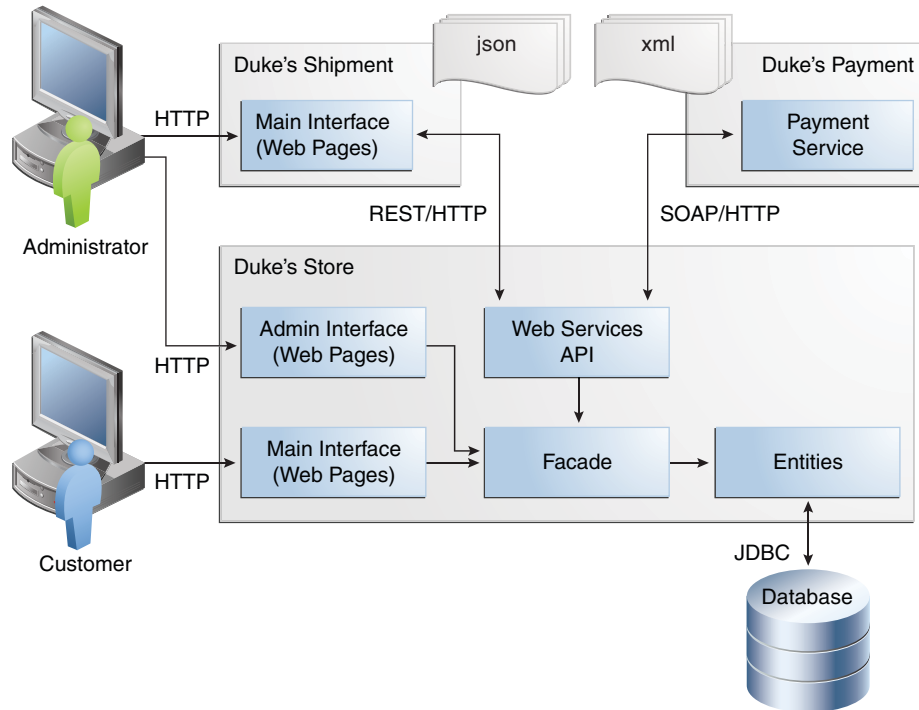 json
xml
Duke's Shipment
Duke's Payment
HTTP
Main Interface
(Web Pages)
Payment
Service
REST/HTTP
SOAP/HTTP
Administrator
Duke's Store
Admin Interface
(Web Pages)
Web Services
API
HTTP
Main Interface
(Web Pages)
Facade
Entities
HTTP
Customer
JDBC
Database